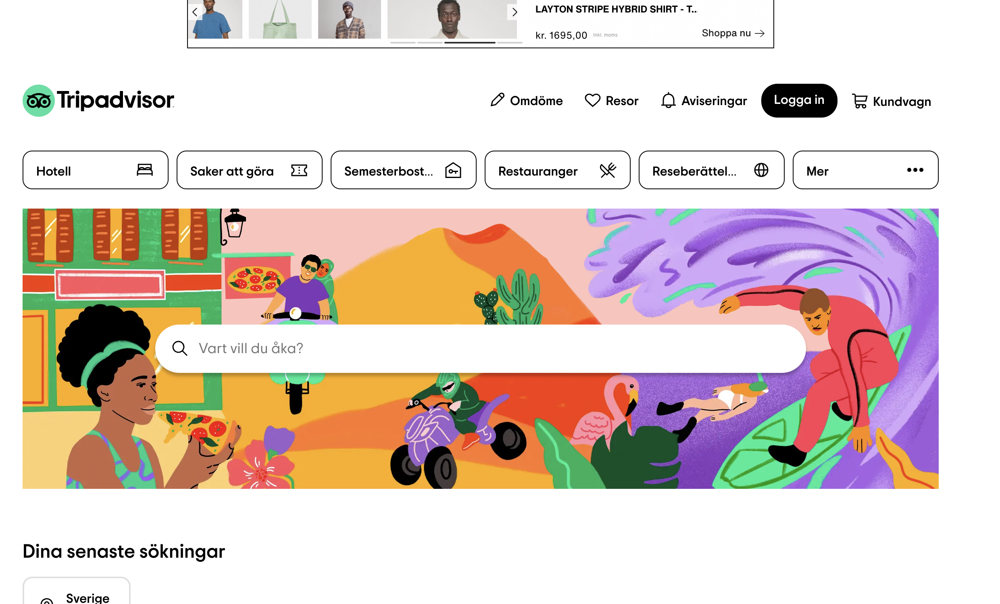 LAYTON STRIPE HYBRID SHIRT - T...
kr. 1695,00 Inkl. moms
Shoppa nu →
Tripadvisor
Omdöme
Resor
Aviseringar
Logga in
Kundvagn
Hotell
Saker att göra
Semesterbost...
Restauranger
Reseberättel...
Mer
Vart vill du åka?
Dina senaste sökningar
Sverige